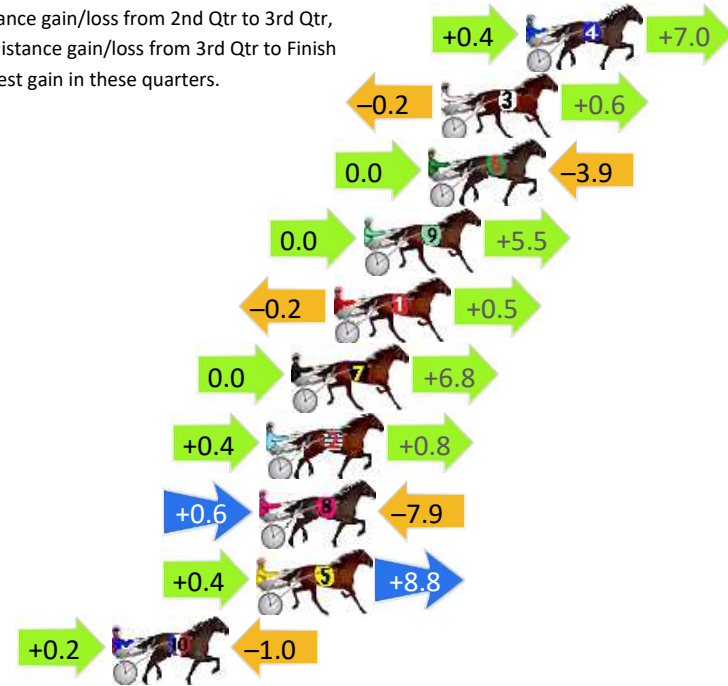 ance gain/loss from 2nd Qtr to 3rd Qtr,
istance gain/loss from 3rd Qtr to Finish
est gain in these quarters.
+0.4 4 +7.0
–0.2 3 +0.6
0.0 6 –3.9
0.0 9 +5.5
–0.2 1 +0.5
0.0 7 +6.8
+0.4 2 +0.8
+0.6 8 –7.9
+0.4 5 +8.8
+0.2 10 –1.0